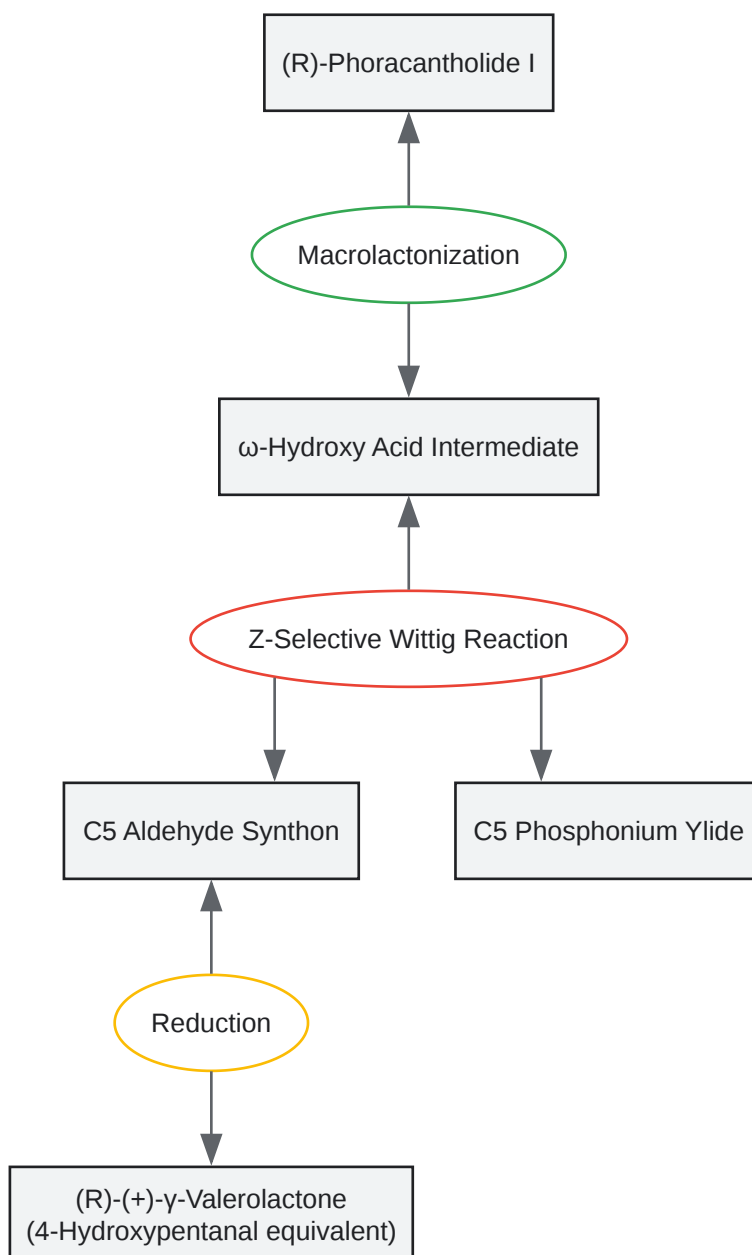 (R)-Phoracantholide I
Macrolactonization
ω-Hydroxy Acid Intermediate
Z-Selective Wittig Reaction
C5 Aldehyde Synthon
C5 Phosphonium Ylide
Reduction
(R)-(+)-γ-Valerolactone
(4-Hydroxypentanal equivalent)